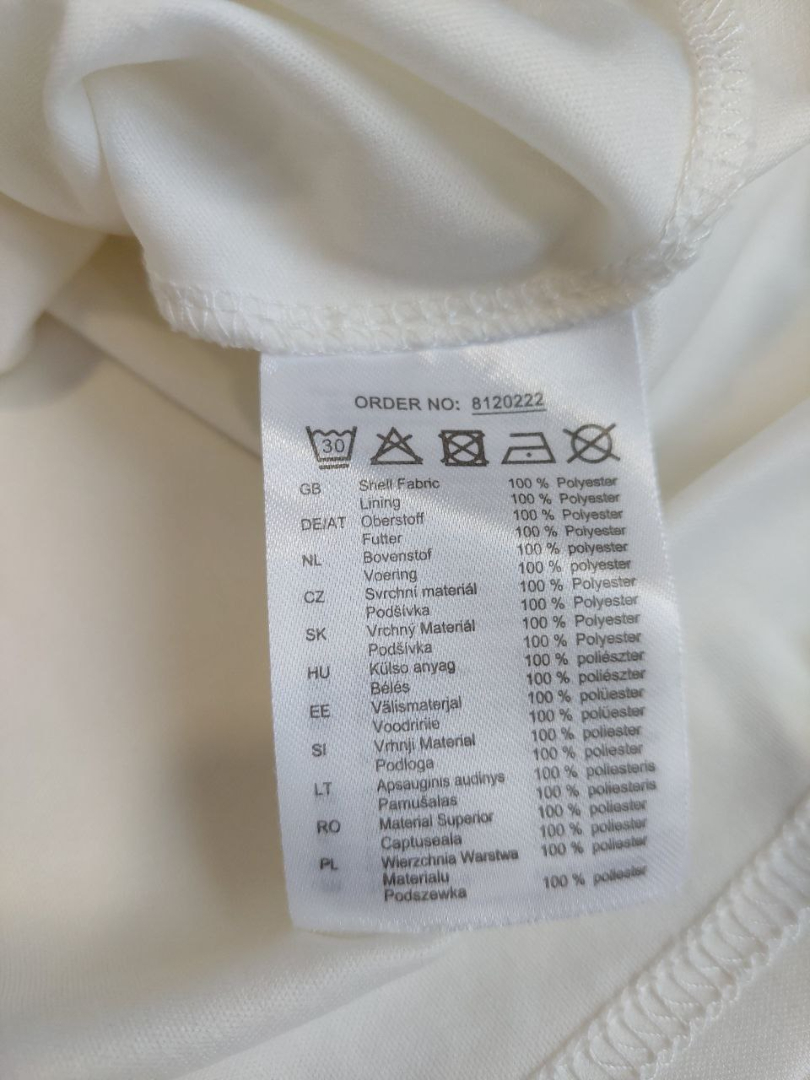 ORDER NO: 8120222
30
GB Shell Fabric 100 % Polyester
Lining 100 % Polyester
DE/AT Oberstoff 100 % Polyester
Futter 100 % Polyester
NL Bovenstof 100 % polyester
Voering 100 % polyester
CZ Svrchní materiál 100 % Polyester
Podšívka 100 % Polyester
SK Vrchný Materiál 100 % Polyester
Podšívka 100 % Polyester
HU Külso anyag 100 % poliészter
Bélés 100 % poliészter
EE Välismaterjal 100 % polüester
Voodririie 100 % polüester
SI Vrhnji Material 100 % poliester
Podloga 100 % poliester
LT Apsauginis audinys 100 % poliesteris
Pamušalas 100 % poliesteris
RO Material Superior 100 % poliester
Captuseala 100 % poliester
PL Wierzchnia Warstwa 100 % poliester
Materialu
Podszewka 100 % poliester